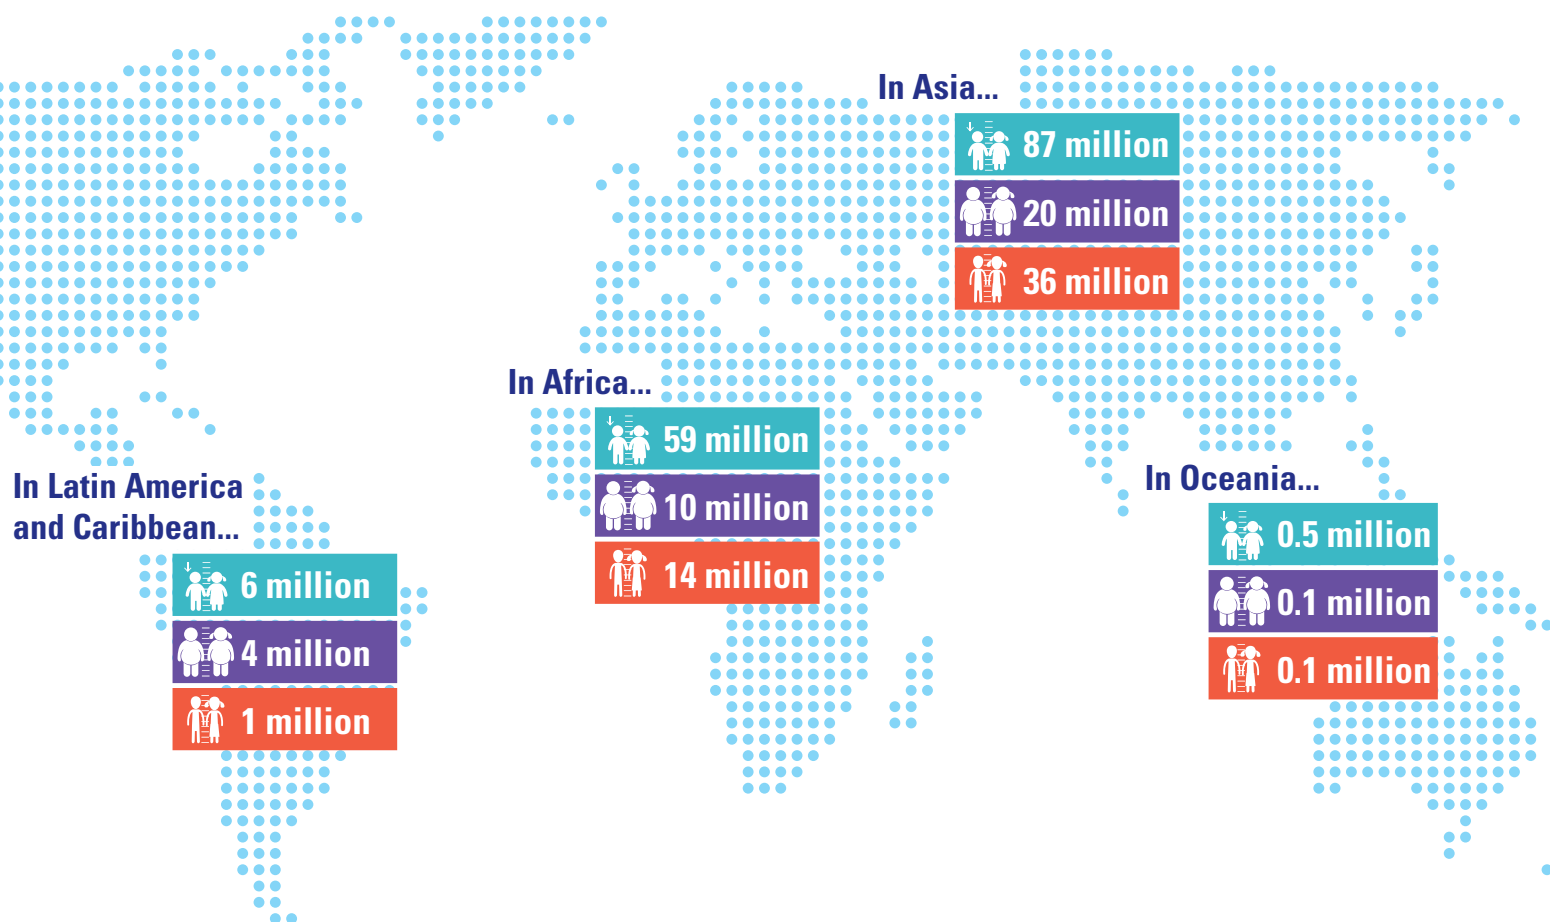 In Asia...
87 million
20 million
36 million
In Africa...
59 million
10 million
14 million
In Latin America
and Caribbean...
6 million
4 million
1 million
In Oceania...
0.5 million
0.1 million
0.1 million